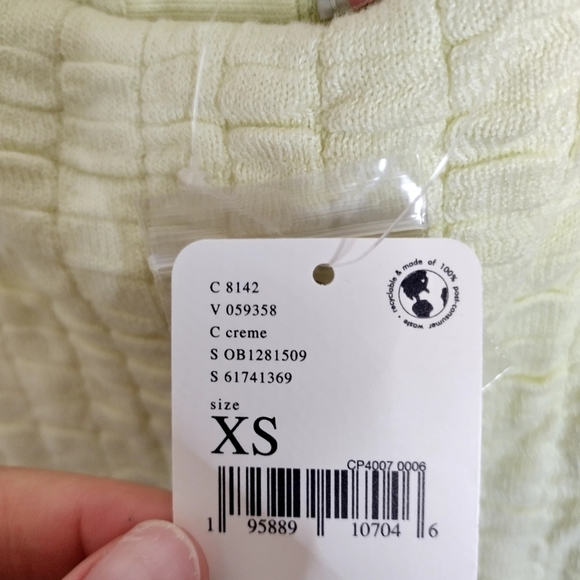 recyclable & made of 100% post-consumer waste •
C 8142
V 059358
C creme
S OB1281509
S 61741369
size
XS
CP4007 0006
1 95889 10704 6